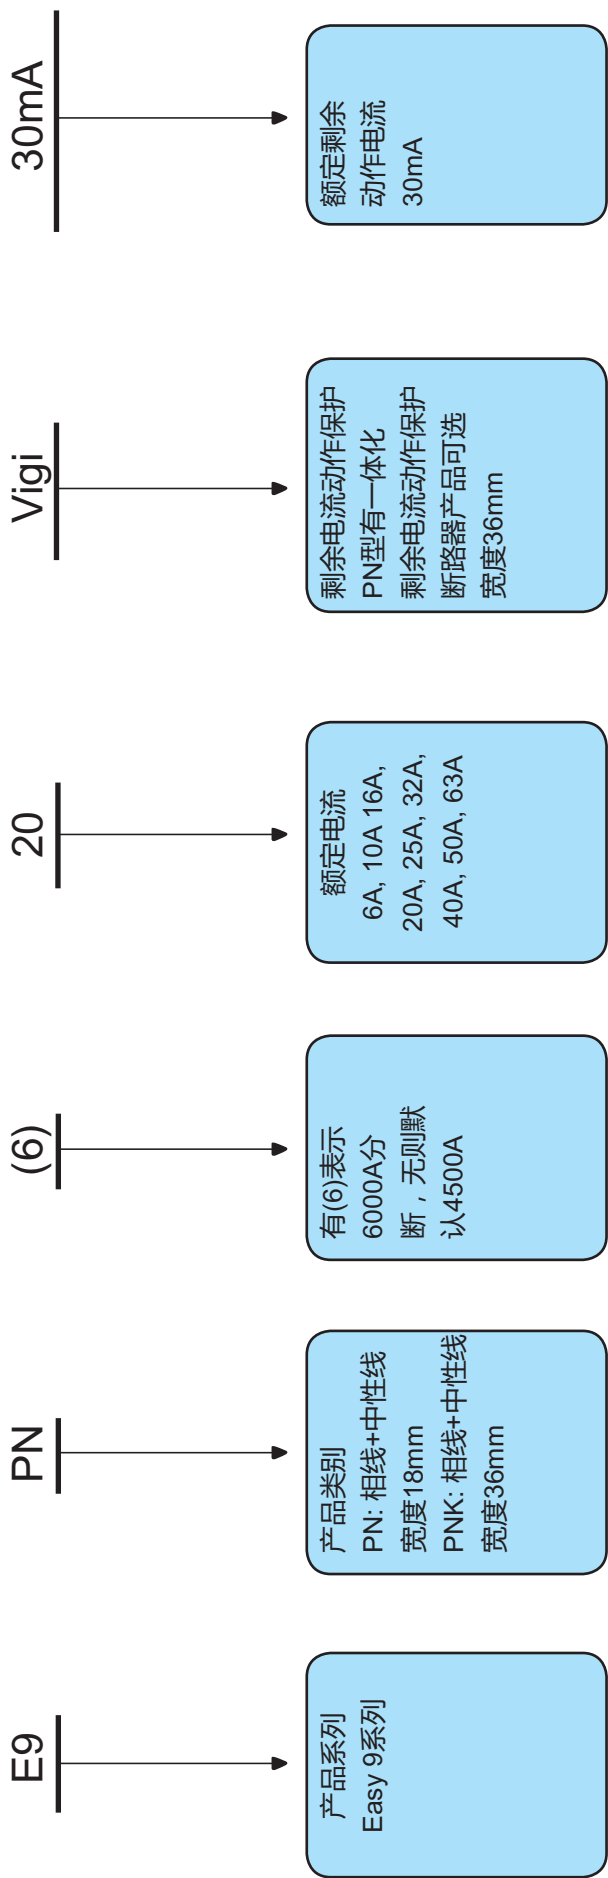 E9
PN
(6)
20
Vigi
30mA
产品系列
Easy 9系列
产品类别
PN: 相线+中性线
宽度18mm
PNK: 相线+中性线
宽度36mm
有(6)表示
6000A分
断，无则默
认4500A
额定电流
6A, 10A 16A,
20A, 25A, 32A,
40A, 50A, 63A
剩余电流动作保护
PN型有一体化
剩余电流动作保护
断路器产品可选
宽度36mm
额定剩余
动作电流
30mA